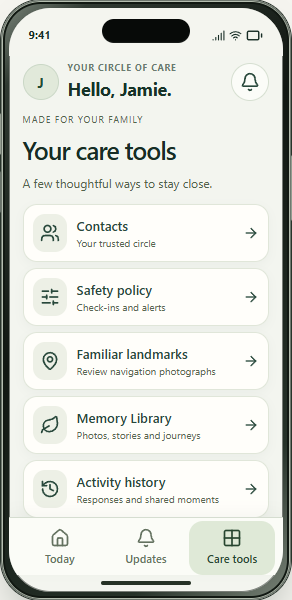 9:41
J
YOUR CIRCLE OF CARE
Hello, Jamie.
MADE FOR YOUR FAMILY
Your care tools
A few thoughtful ways to stay close.
Contacts
Your trusted circle
Safety policy
Check-ins and alerts
Familiar landmarks
Review navigation photographs
Memory Library
Photos, stories and journeys
Activity history
Responses and shared moments
Today
Updates
Care tools